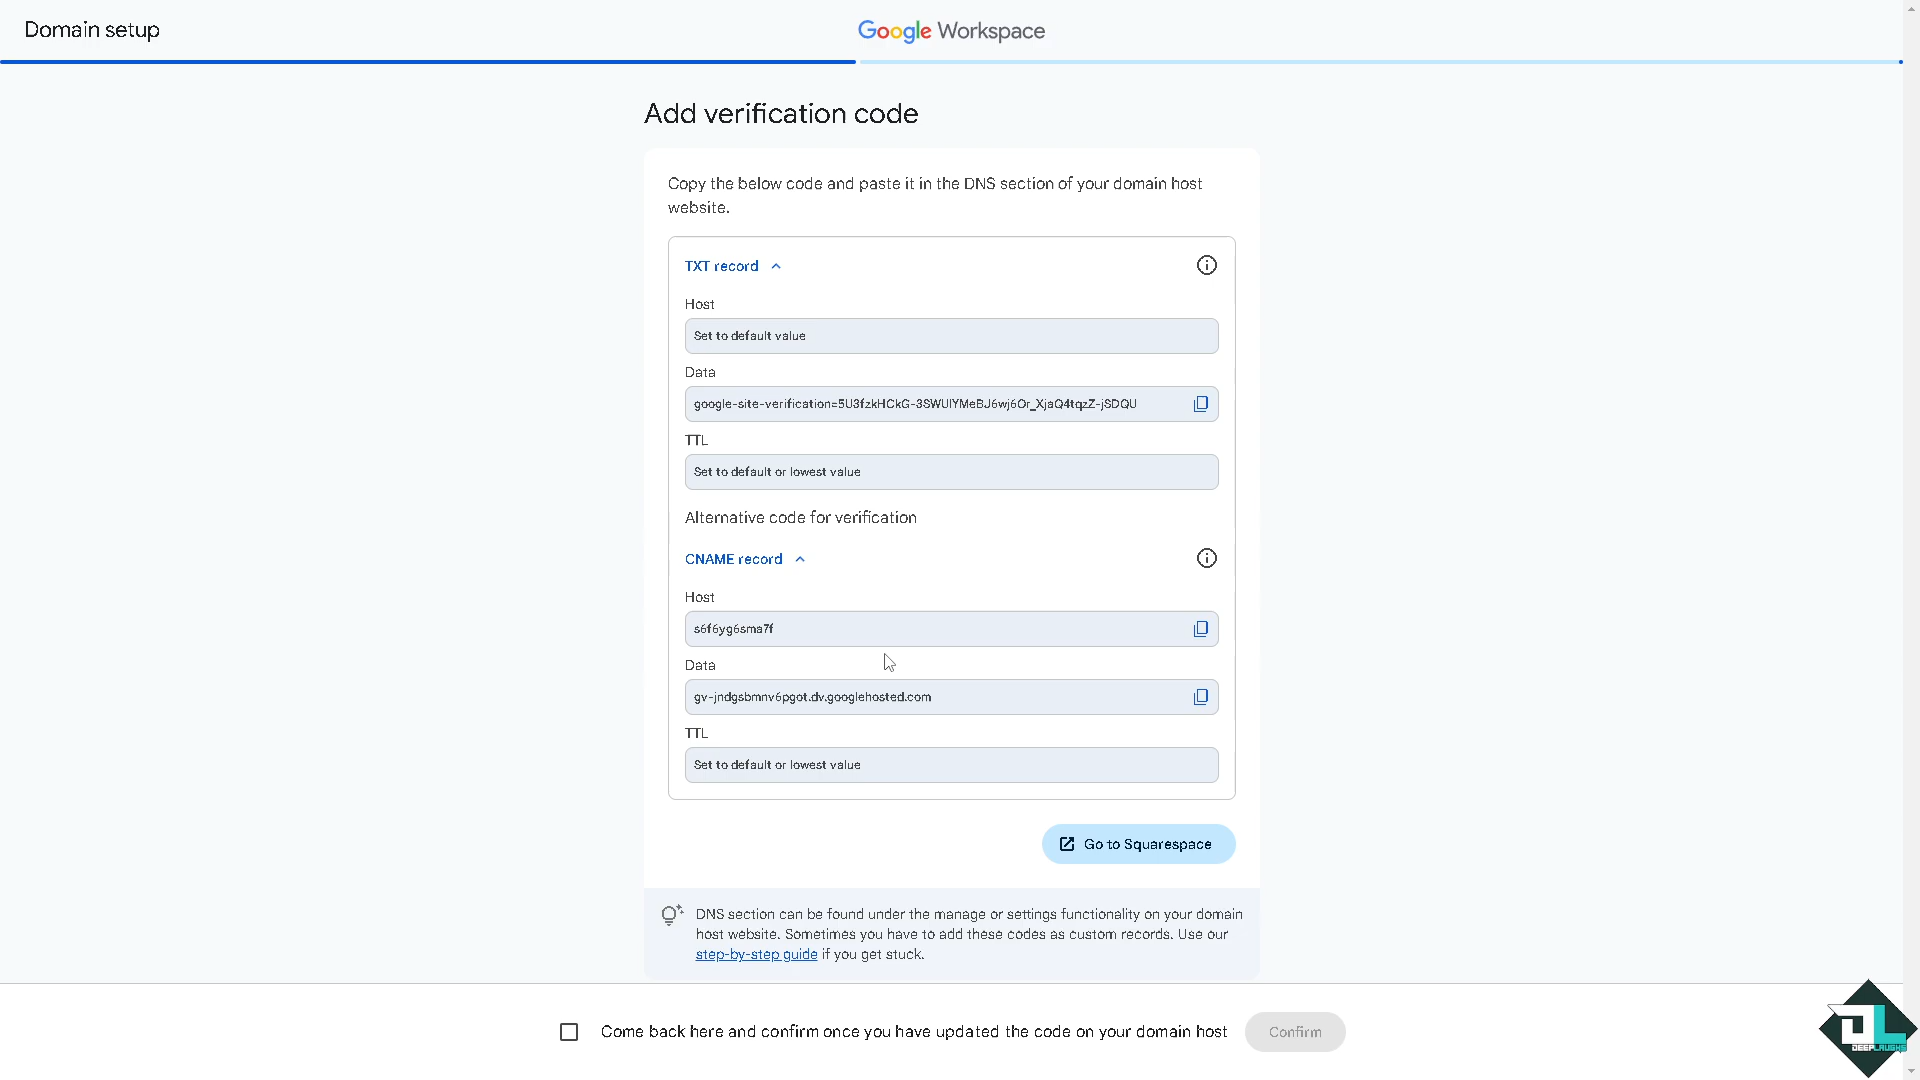 Domain setup
Google Workspace
Add verification code
Copy the below code and paste it in the DNS section of your domain host
website.
TXT record
Host
Set to default value
Data
google-site-verification=5U3fzkHCkG-3SWUIYMeBJ6wj6Or_XjaQ4tqzZ-jSDQU
TTL
Set to default or lowest value
Alternative code for verification
CNAME record
Host
s6f6yg6sma7f
Data
gv-jndgsbmnv6pgot.dv.googlehosted.com
TTL
Set to default or lowest value
Go to Squarespace
DNS section can be found under the manage or settings functionality on your domain
host website. Sometimes you have to add these codes as custom records. Use our
step-by-step guide if you get stuck.
Come back here and confirm once you have updated the code on your domain host
Confirm
DEEPLAUGHS